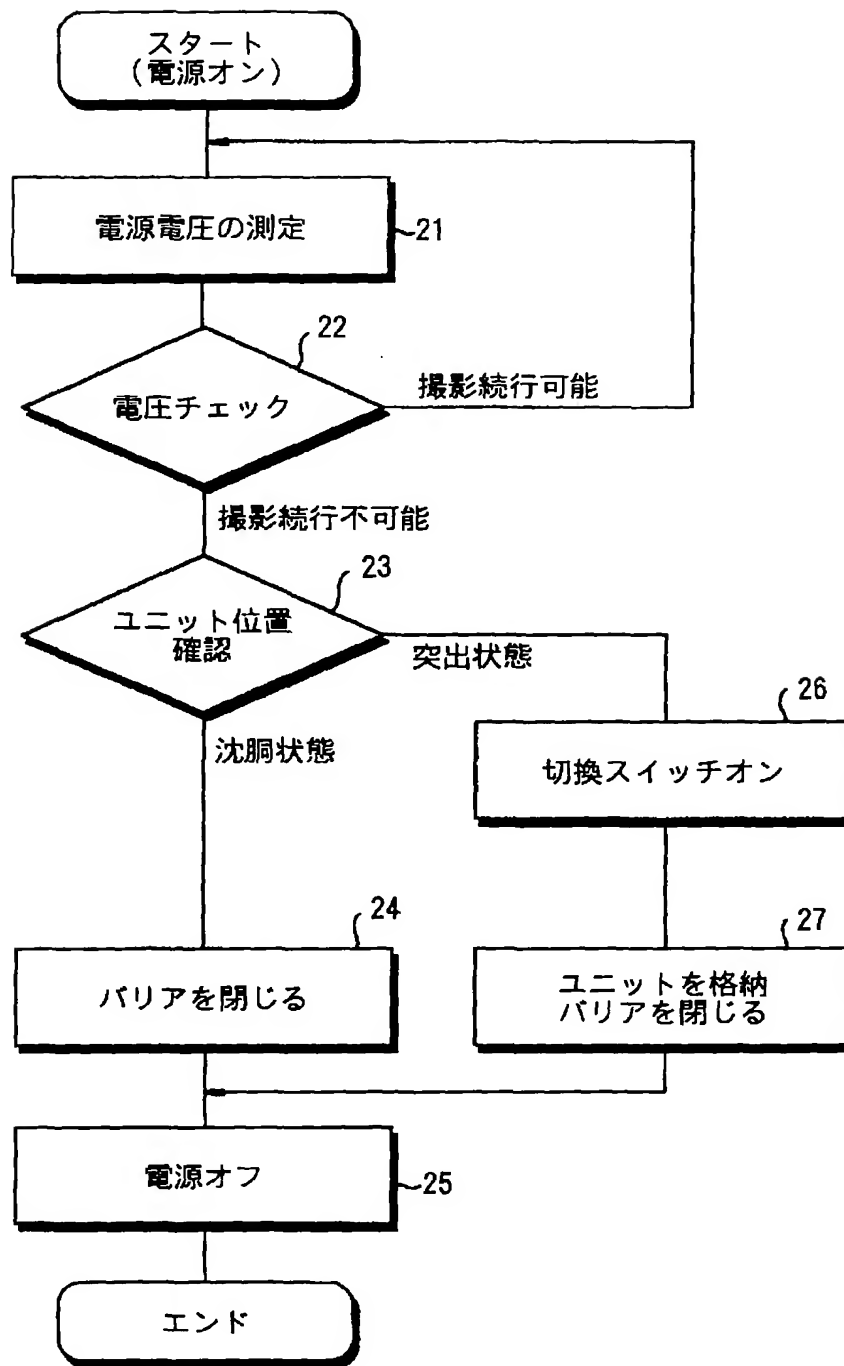 スタート
(電源オン)
電源電圧の測定
21
22
電圧チェック
撮影続行可能
撮影続行不可能
23
ユニット位置
確認
突出状態
沈胴状態
26
切換スイッチオン
24
バリアを閉じる
27
ユニットを格納
バリアを閉じる
電源オフ
25
エンド